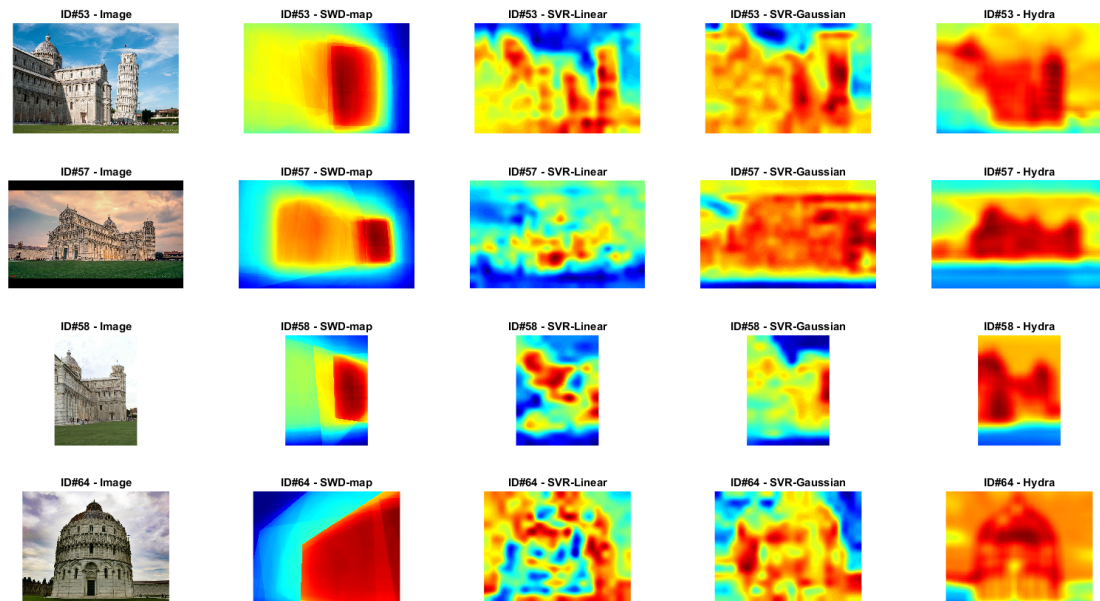 ID#53 - Image ID#53 - SWD-map ID#53 - SVR-Linear ID#53 - SVR-Gaussian ID#53 - Hydra
ID#57 - Image ID#57 - SWD-map ID#57 - SVR-Linear ID#57 - SVR-Gaussian ID#57 - Hydra
ID#58 - Image ID#58 - SWD-map ID#58 - SVR-Linear ID#58 - SVR-Gaussian ID#58 - Hydra
ID#64 - Image ID#64 - SWD-map ID#64 - SVR-Linear ID#64 - SVR-Gaussian ID#64 - Hydra